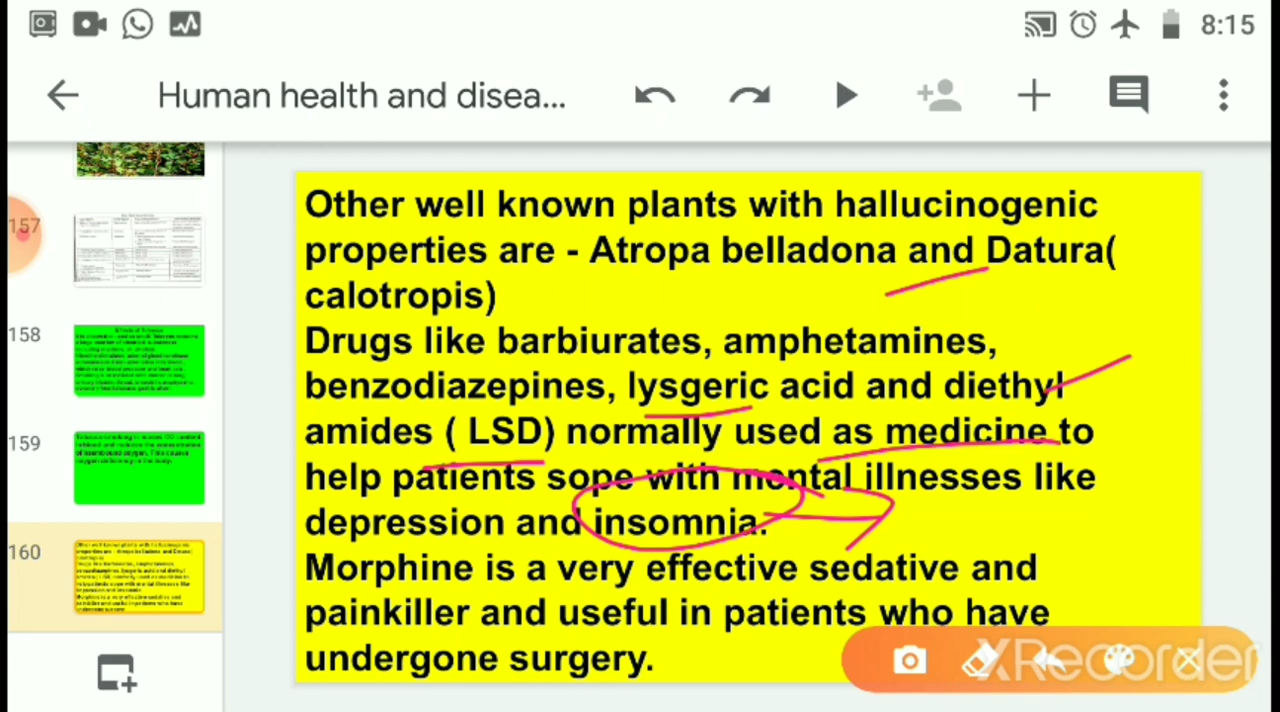 8:15
Human health and disea...
157
158
159
160
Other well known plants with hallucinogenic
properties are - Atropa belladona and Datura(
calotropis)
Drugs like barbiurates, amphetamines,
benzodiazepines, lysgeric acid and diethyl
amides ( LSD) normally used as medicine to
help patients sope with mental illnesses like
depression and insomnia.
Morphine is a very effective sedative and
painkiller and useful in patients who have
undergone surgery.
XRecorder